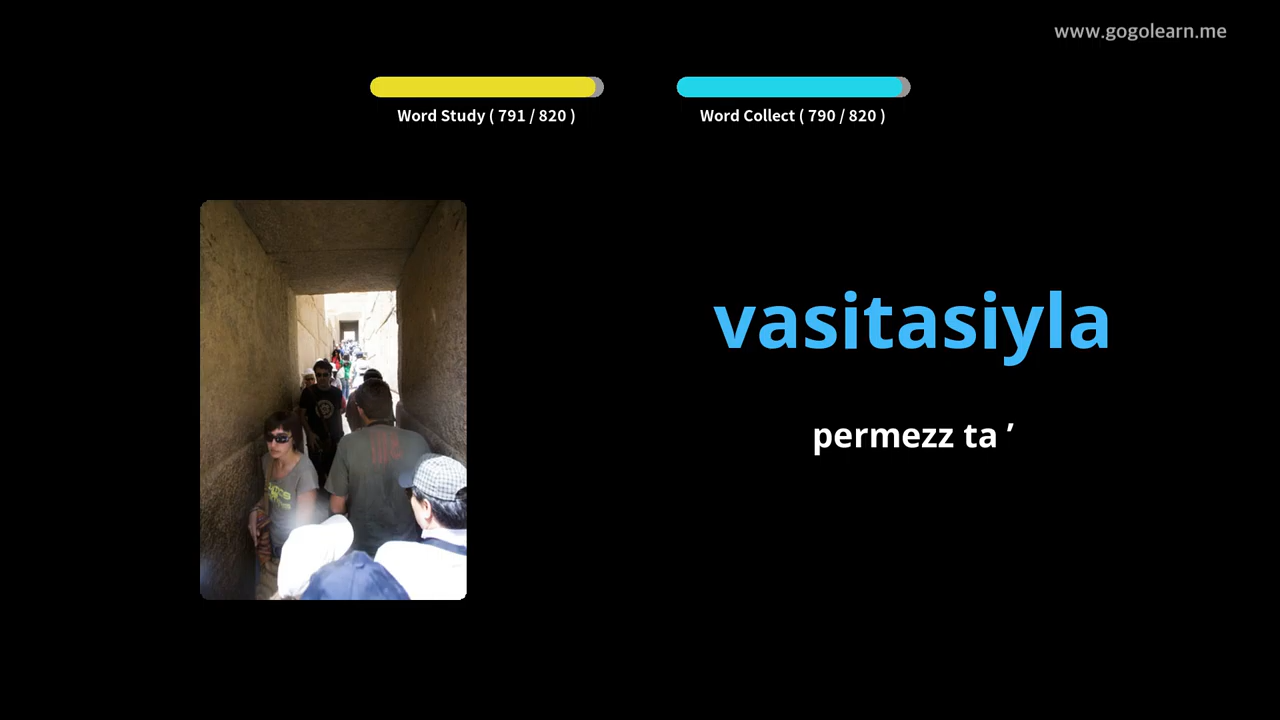 www.gogolearn.me
Word Study ( 791 / 820 )
Word Collect ( 790 / 820 )
vasitasiyla
permezz ta ’